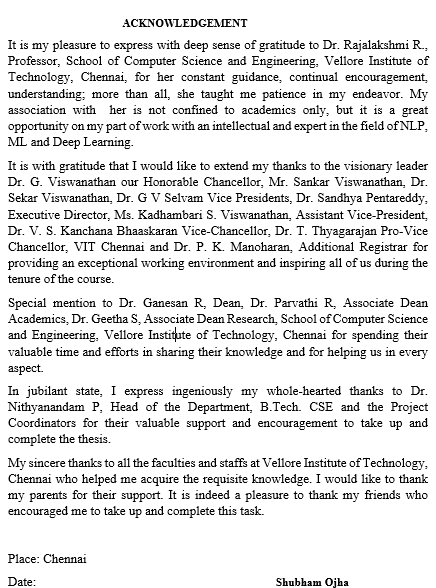 ACKNOWLEDGEMENT
It is my pleasure to express with deep sense of gratitude to Dr. Rajalakshmi R.,
Professor, School of Computer Science and Engineering, Vellore Institute of
Technology, Chennai, for her constant guidance, continual encouragement,
understanding; more than all, she taught me patience in my endeavor. My
association with her is not confined to academics only, but it is a great
opportunity on my part of work with an intellectual and expert in the field of NLP,
ML and Deep Learning.
It is with gratitude that I would like to extend my thanks to the visionary leader
Dr. G. Viswanathan our Honorable Chancellor, Mr. Sankar Viswanathan, Dr.
Sekar Viswanathan, Dr. G V Selvam Vice Presidents, Dr. Sandhya Pentareddy,
Executive Director, Ms. Kadhambari S. Viswanathan, Assistant Vice-President,
Dr. V. S. Kanchana Bhaaskaran Vice-Chancellor, Dr. T. Thyagarajan Pro-Vice
Chancellor, VIT Chennai and Dr. P. K. Manoharan, Additional Registrar for
providing an exceptional working environment and inspiring all of us during the
tenure of the course.
Special mention to Dr. Ganesan R, Dean, Dr. Parvathi R, Associate Dean
Academics, Dr. Geetha S, Associate Dean Research, School of Computer Science
and Engineering, Vellore Institute of Technology, Chennai for spending their
valuable time and efforts in sharing their knowledge and for helping us in every
aspect.
In jubilant state, I express ingeniously my whole-hearted thanks to Dr.
Nithyanandam P, Head of the Department, B.Tech. CSE and the Project
Coordinators for their valuable support and encouragement to take up and
complete the thesis.
My sincere thanks to all the faculties and staffs at Vellore Institute of Technology,
Chennai who helped me acquire the requisite knowledge. I would like to thank
my parents for their support. It is indeed a pleasure to thank my friends who
encouraged me to take up and complete this task.
Place: Chennai
Date: Shubham Ojha